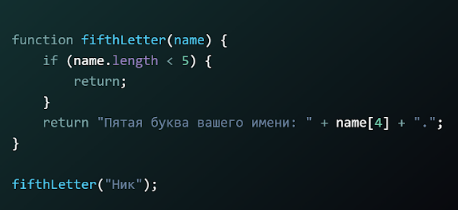 function fifthLetter(name) {
    if (name.length < 5) {
        return;
    }
    return "Пятая буква вашего имени: " + name[4] + ".";
}

fifthLetter("Ник");